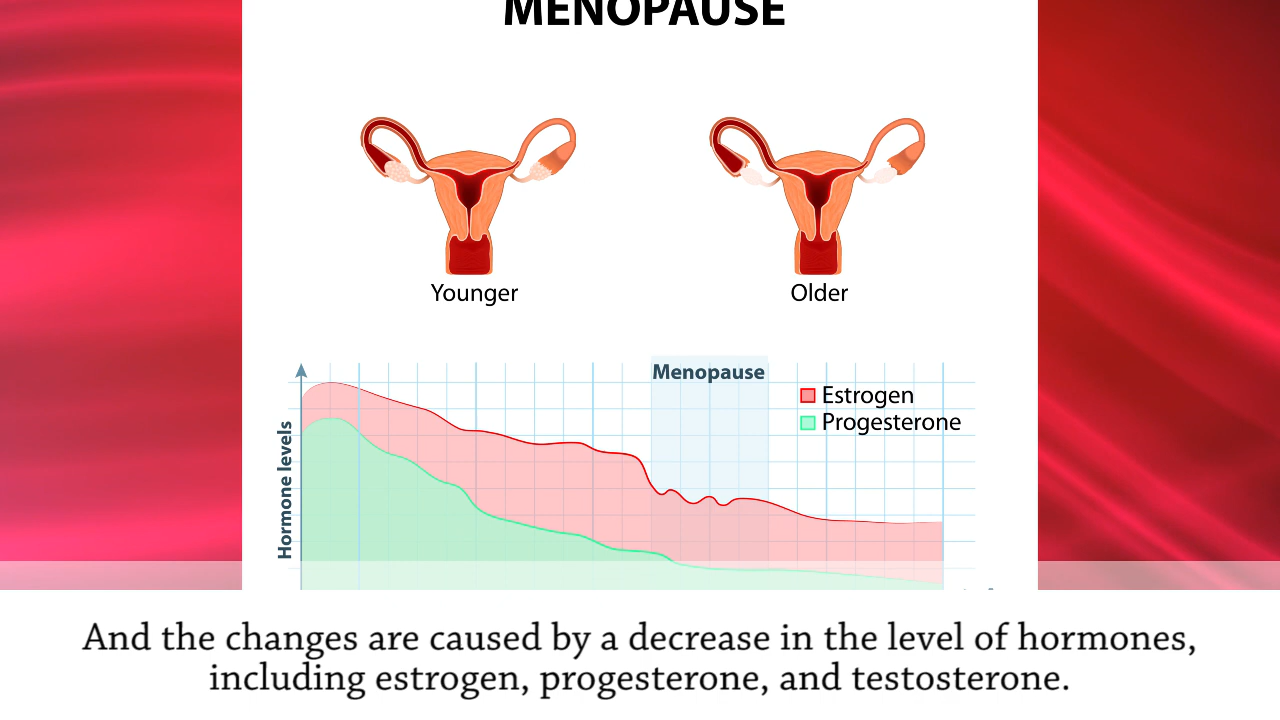 MENOPAUSE
Younger
Older
Menopause
Estrogen
Progesterone
Hormone levels
And the changes are caused by a decrease in the level of hormones,
including estrogen, progesterone, and testosterone.